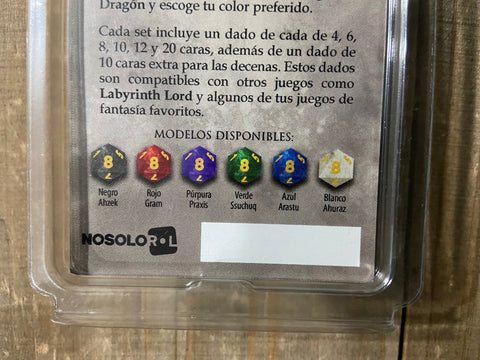 Dragón y escoge tu color preferido.
Cada set incluye un dado de cada de 4, 6,
8, 10, 12 y 20 caras, además de un dado de
10 caras extra para las decenas. Estos dados
son compatibles con otros juegos como
Labyrinth Lord y algunos de tus juegos de
fantasía favoritos.
MODELOS DISPONIBLES:
8 8 8 8 8 8
Negro Rojo Púrpura Verde Azul Blanco
Ahzek Gram Praxis Ssuchuq Arastu Ahuraz
NOSOLOROL